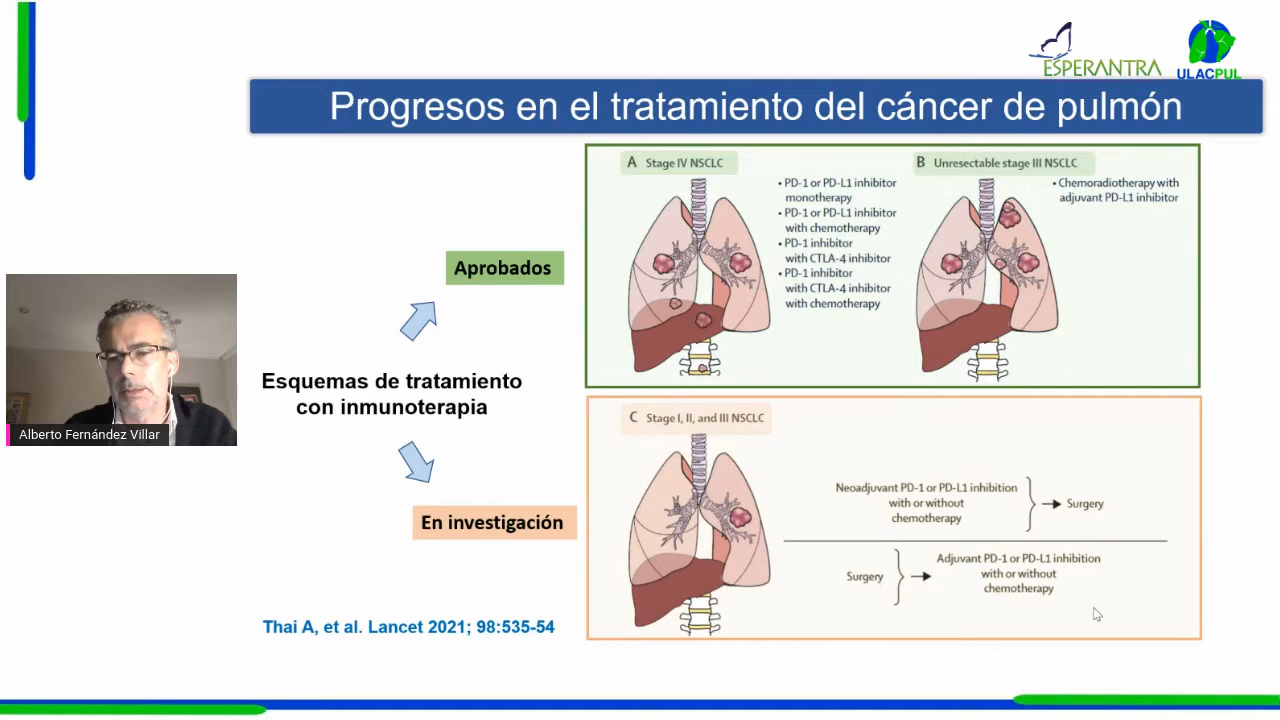 ESPERANTRA
ULACPUL
Progresos en el tratamiento del cáncer de pulmón
A Stage IV NSCLC
• PD-1 or PD-L1 inhibitor
monotherapy
• PD-1 or PD-L1 inhibitor
with chemotherapy
• PD-1 inhibitor
with CTLA-4 inhibitor
• PD-1 inhibitor
with CTLA-4 inhibitor
with chemotherapy
B Unresectable stage III NSCLC
• Chemoradiotherapy with
adjuvant PD-L1 inhibitor
Aprobados
Esquemas de tratamiento
con inmunoterapia
Alberto Fernández Villar
En investigación
C Stage I, II, and III NSCLC
Neoadjuvant PD-1 or PD-L1 inhibition
with or without
chemotherapy
Surgery
Surgery
Adjuvant PD-1 or PD-L1 inhibition
with or without
chemotherapy
Thai A, et al. Lancet 2021; 98:535-54